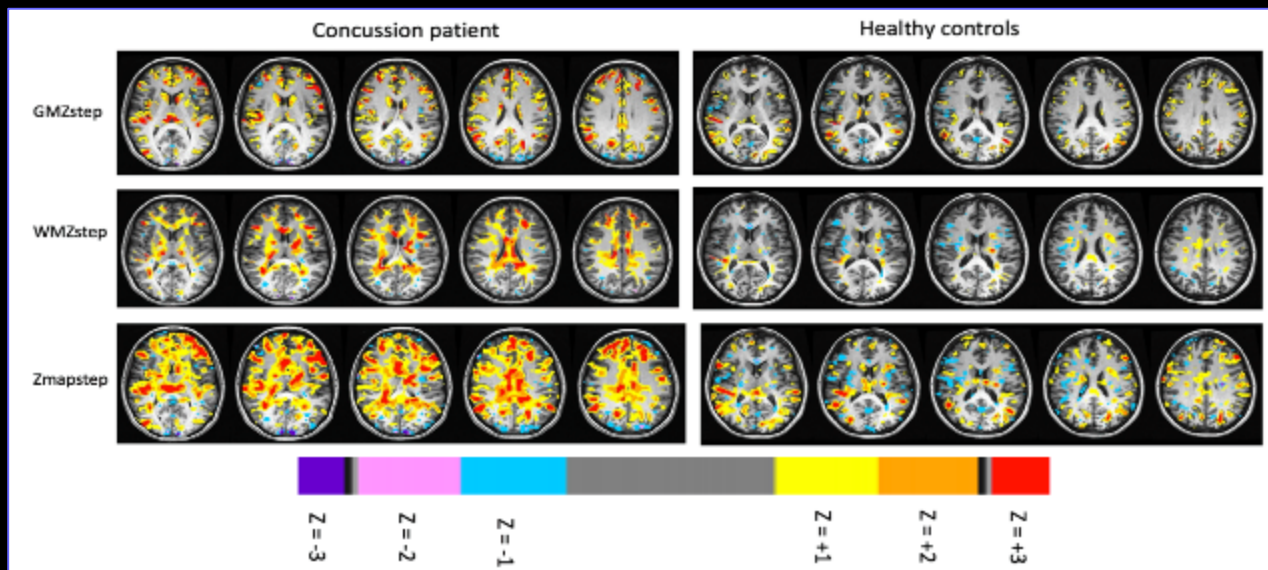 Concussion patient
Healthy controls
GMZstep
WMZstep
Zmapstep
Z = -3
Z = -2
Z = -1
Z = +1
Z = +2
Z = +3